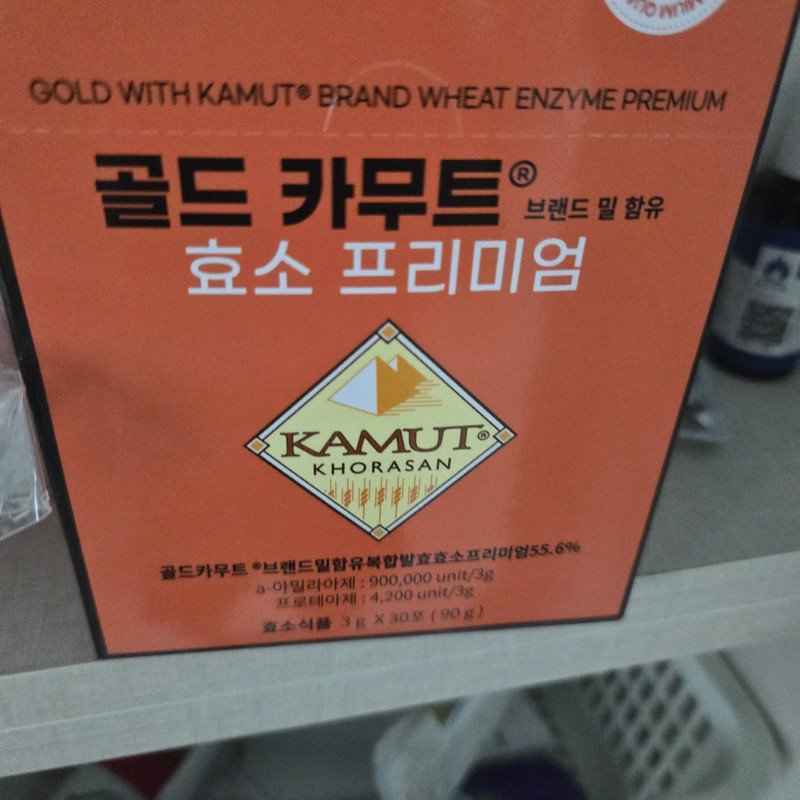 GOLD WITH KAMUT® BRAND WHEAT ENZYME PREMIUM
골드 카무트® 브랜드 밀 함유
효소 프리미엄
KAMUT®
KHORASAN
골드카무트 ®브랜드밀함유복합발효효소프리미엄55.6%
a-아밀라아제 : 900,000 unit/3g
프로테아제 : 4,200 unit/3g
효소식품 3 g X 30포 ( 90 g )